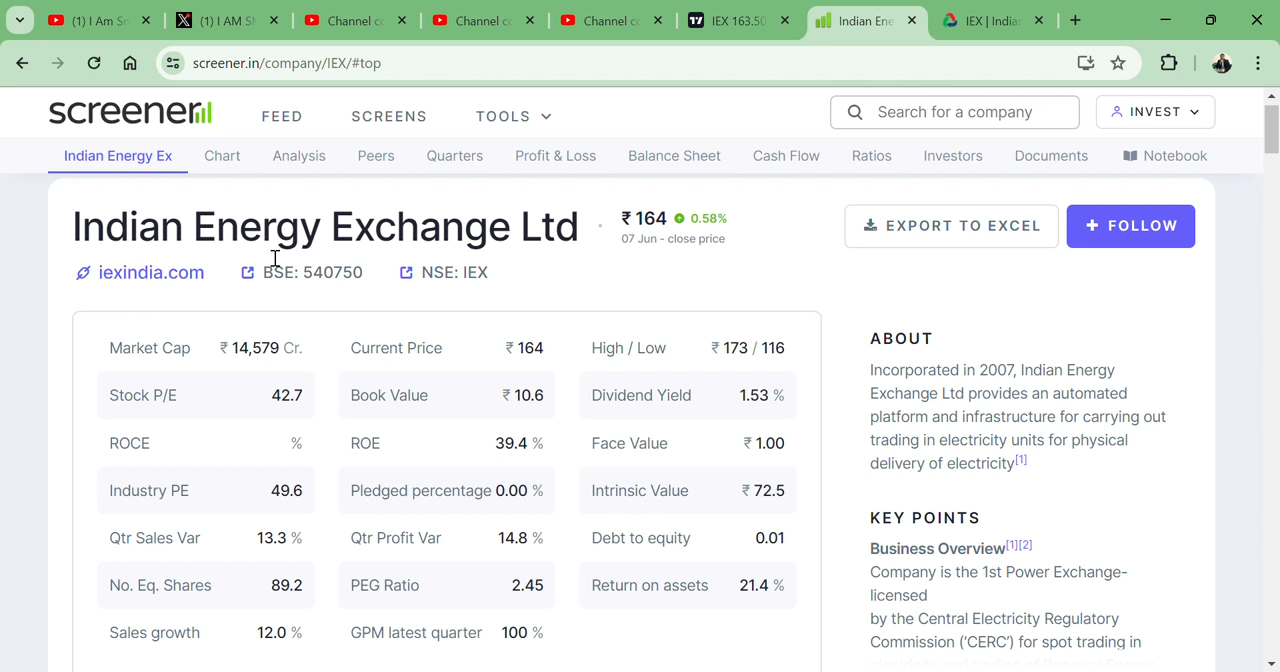 (1) I Am Sn
(1) I AM SI
Channel co
Channel co
Channel co
IEX 163.50
Indian Ene
IEX | Indian
screener.in/company/IEX/#top
screener
FEED
SCREENS
TOOLS
Search for a company
INVEST
Indian Energy Ex
Chart
Analysis
Peers
Quarters
Profit & Loss
Balance Sheet
Cash Flow
Ratios
Investors
Documents
Notebook
Indian Energy Exchange Ltd
₹ 164 0.58%
07 Jun - close price
EXPORT TO EXCEL
+ FOLLOW
iexindia.com
BSE: 540750
NSE: IEX
Market Cap ₹ 14,579 Cr.
Current Price ₹ 164
High / Low ₹ 173 / 116
Stock P/E 42.7
Book Value ₹ 10.6
Dividend Yield 1.53 %
ROCE %
ROE 39.4 %
Face Value ₹ 1.00
Industry PE 49.6
Pledged percentage 0.00 %
Intrinsic Value ₹ 72.5
Qtr Sales Var 13.3 %
Qtr Profit Var 14.8 %
Debt to equity 0.01
No. Eq. Shares 89.2
PEG Ratio 2.45
Return on assets 21.4 %
Sales growth 12.0 %
GPM latest quarter 100 %
ABOUT
Incorporated in 2007, Indian Energy
Exchange Ltd provides an automated
platform and infrastructure for carrying out
trading in electricity units for physical
delivery of electricity[1]
KEY POINTS
Business Overview[1][2]
Company is the 1st Power Exchange-
licensed
by the Central Electricity Regulatory
Commission ('CERC') for spot trading in